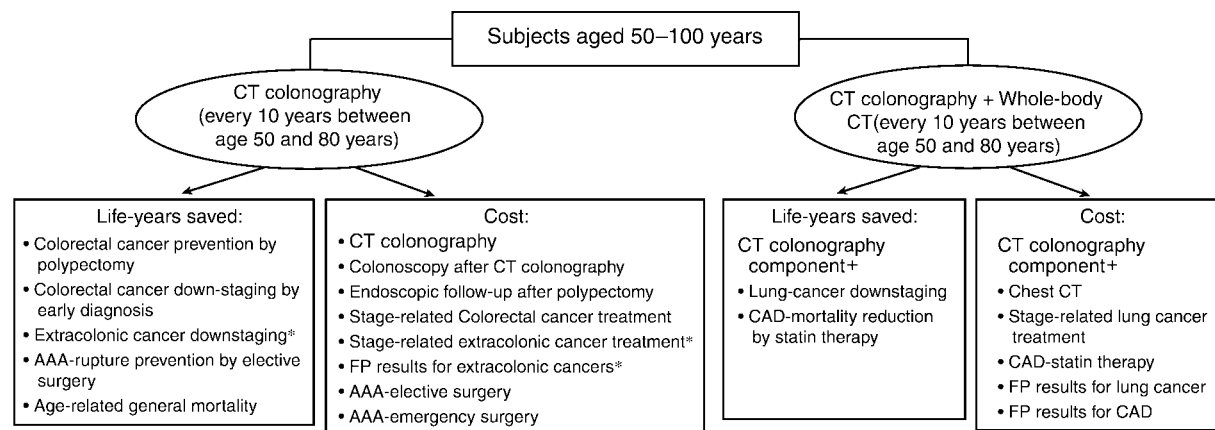 Subjects aged 50–100 years
CT colonography
(every 10 years between
age 50 and 80 years)
CT colonography + Whole-body
CT(every 10 years between
age 50 and 80 years)
Life-years saved:
• Colorectal cancer prevention by
polypectomy
• Colorectal cancer down-staging by
early diagnosis
• Extracolonic cancer downstaging*
• AAA-rupture prevention by elective
surgery
• Age-related general mortality
Cost:
• CT colonography
• Colonoscopy after CT colonography
• Endoscopic follow-up after polypectomy
• Stage-related Colorectal cancer treatment
• Stage-related extracolonic cancer treatment*
• FP results for extracolonic cancers*
• AAA-elective surgery
• AAA-emergency surgery
Life-years saved:
CT colonography
component+
• Lung-cancer downstaging
• CAD-mortality reduction
by statin therapy
Cost:
CT colonography
component+
• Chest CT
• Stage-related lung cancer
treatment
• CAD-statin therapy
• FP results for lung cancer
• FP results for CAD